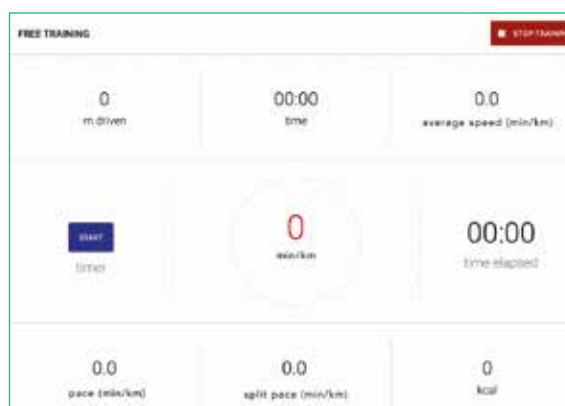 FREE TRAINING
STOP TRAININ
0
m driven
00:00
time
0.0
average speed (min/km)
START
timer
0
min/km
00:00
time elapsed
0.0
pace (min/km)
0.0
split pace (min/km)
0
kcal